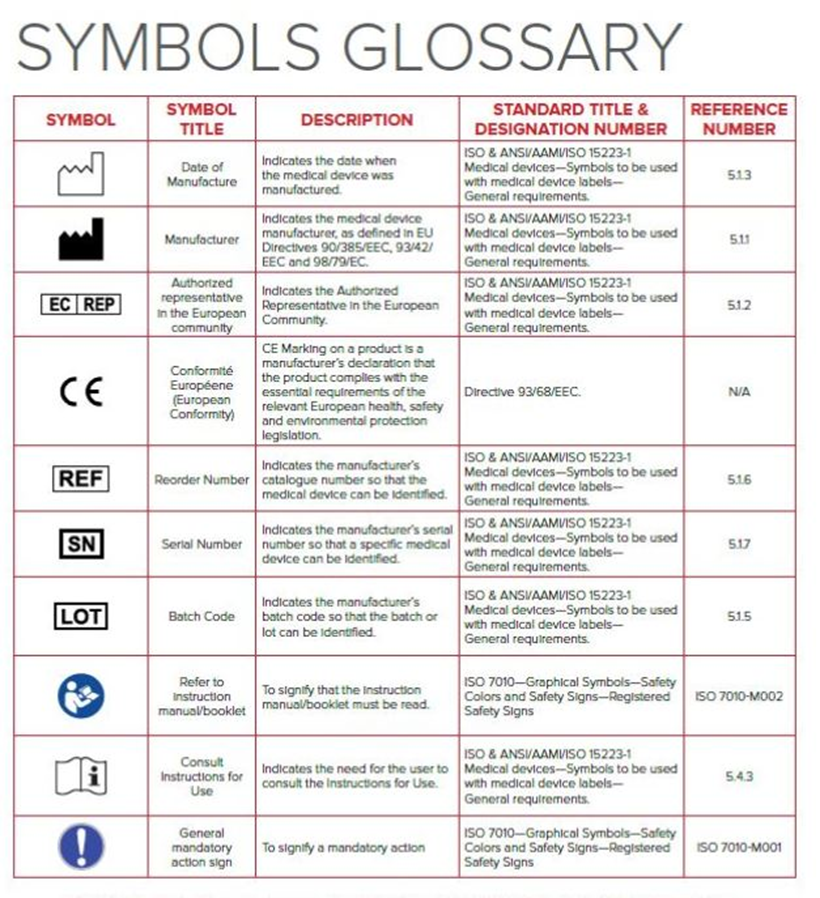 SYMBOLS GLOSSARY
SYMBOL
SYMBOL
TITLE
DESCRIPTION
STANDARD TITLE &
DESIGNATION NUMBER
REFERENCE
NUMBER
Date of
Manufacture
Indicates the date when
the medical device was
manufactured.
ISO & ANSI/AAMI/ISO 15223-1
Medical devices—Symbols to be used
with medical device labels—
General requirements.
5.1.3
Manufacturer
Indicates the medical device
manufacturer, as defined in EU
Directives 90/385/EEC, 93/42/
EEC and 98/79/EC.
ISO & ANSI/AAMI/ISO 15223-1
Medical devices—Symbols to be used
with medical device labels—
General requirements.
5.1.1
EC REP
Authorized
representative
in the European
community
Indicates the Authorized
Representative in the European
Community.
ISO & ANSI/AAMI/ISO 15223-1
Medical devices—Symbols to be used
with medical device labels—
General requirements.
5.1.2
CE
Conformité
Européene
(European
Conformity)
CE Marking on a product is a
manufacturer's declaration that
the product complies with the
essential requirements of the
relevant European health, safety
and environmental protection
legislation.
Directive 93/68/EEC.
N/A
REF
Reorder Number
Indicates the manufacturer's
catalogue number so that the
medical device can be identified.
ISO & ANSI/AAMI/ISO 15223-1
Medical devices—Symbols to be used
with medical device labels—
General requirements.
5.1.6
SN
Serial Number
Indicates the manufacturer's serial
number so that a specific medical
device can be identified.
ISO & ANSI/AAMI/ISO 15223-1
Medical devices—Symbols to be used
with medical device labels—
General requirements.
5.1.7
LOT
Batch Code
Indicates the manufacturer's
batch code so that the batch or
lot can be identified.
ISO & ANSI/AAMI/ISO 15223-1
Medical devices—Symbols to be used
with medical device labels—
General requirements.
5.1.5
Refer to
instruction
manual/booklet
To signify that the instruction
manual/booklet must be read.
ISO 7010—Graphical Symbols—Safety
Colors and Safety Signs—Registered
Safety Signs
ISO 7010-M002
i
Consult
Instructions for
Use
Indicates the need for the user to
consult the Instructions for Use.
ISO & ANSI/AAMI/ISO 15223-1
Medical devices—Symbols to be used
with medical device labels—
General requirements.
5.4.3
!
General
mandatory
action sign
To signify a mandatory action
ISO 7010—Graphical Symbols—Safety
Colors and Safety Signs—Registered
Safety Signs
ISO 7010-M001